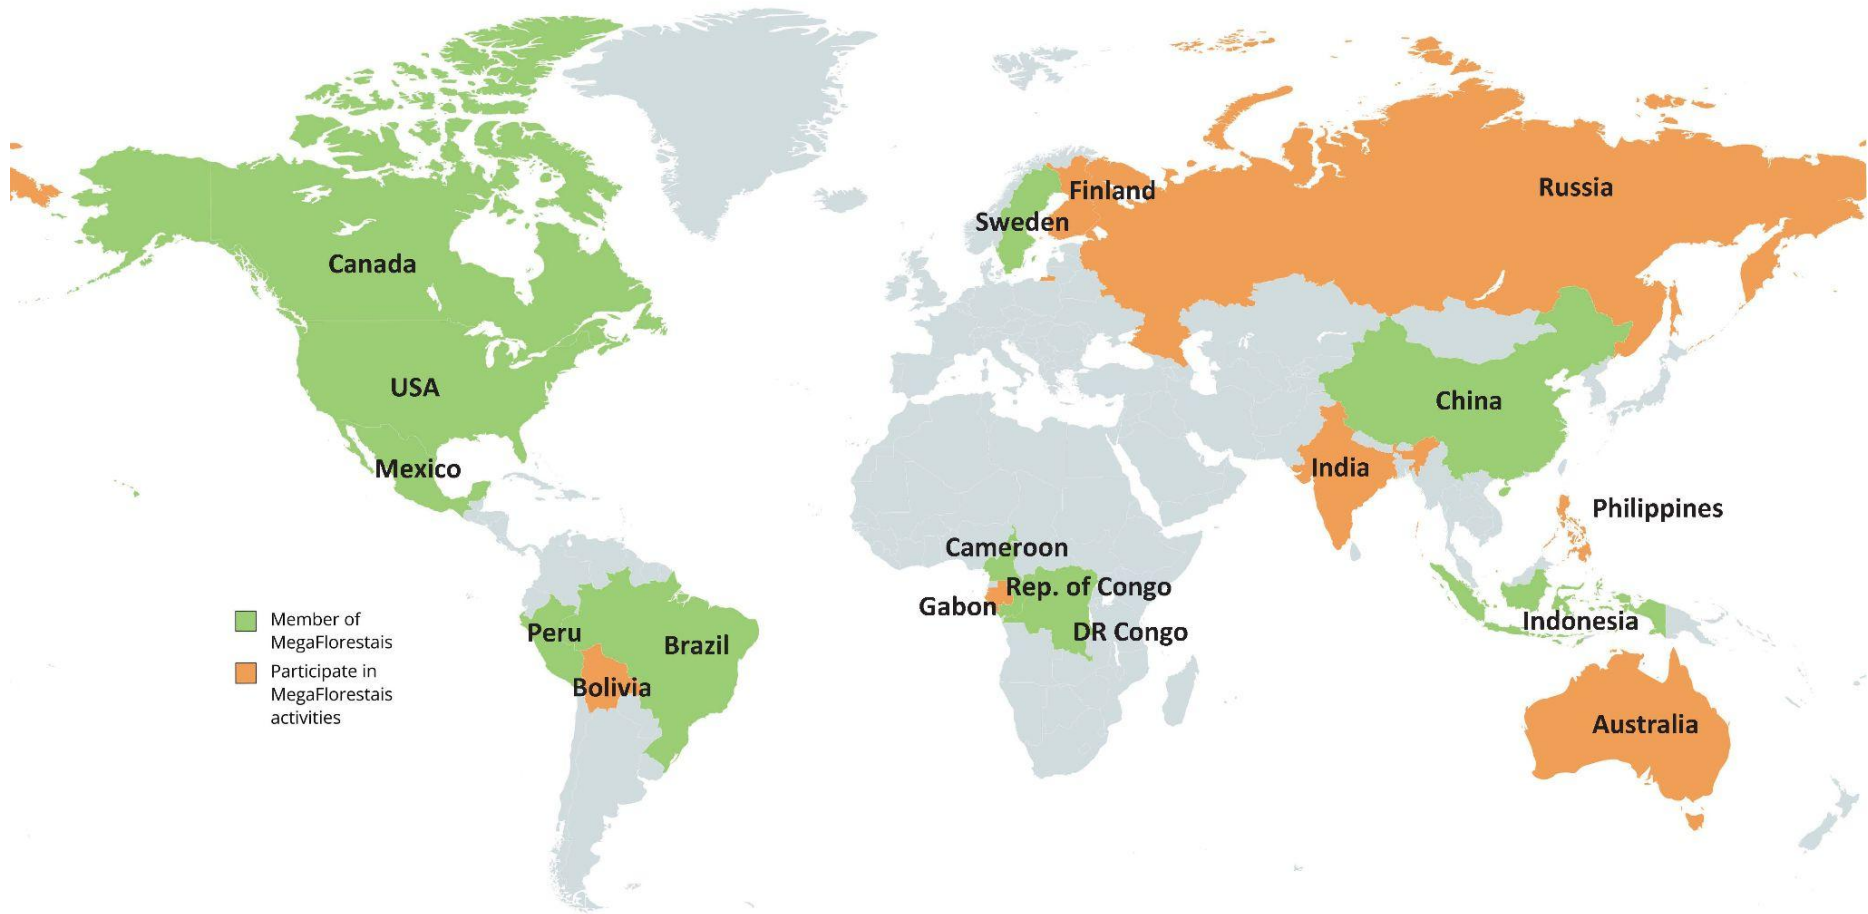 Finland
Russia
Sweden
Canada
USA
China
Mexico
India
Philippines
Cameroon
Rep. of Congo
Gabon
Indonesia
DR Congo
Peru
Brazil
Bolivia
Australia
Member of
MegaFlorestais
Participate in
MegaFlorestais
activities